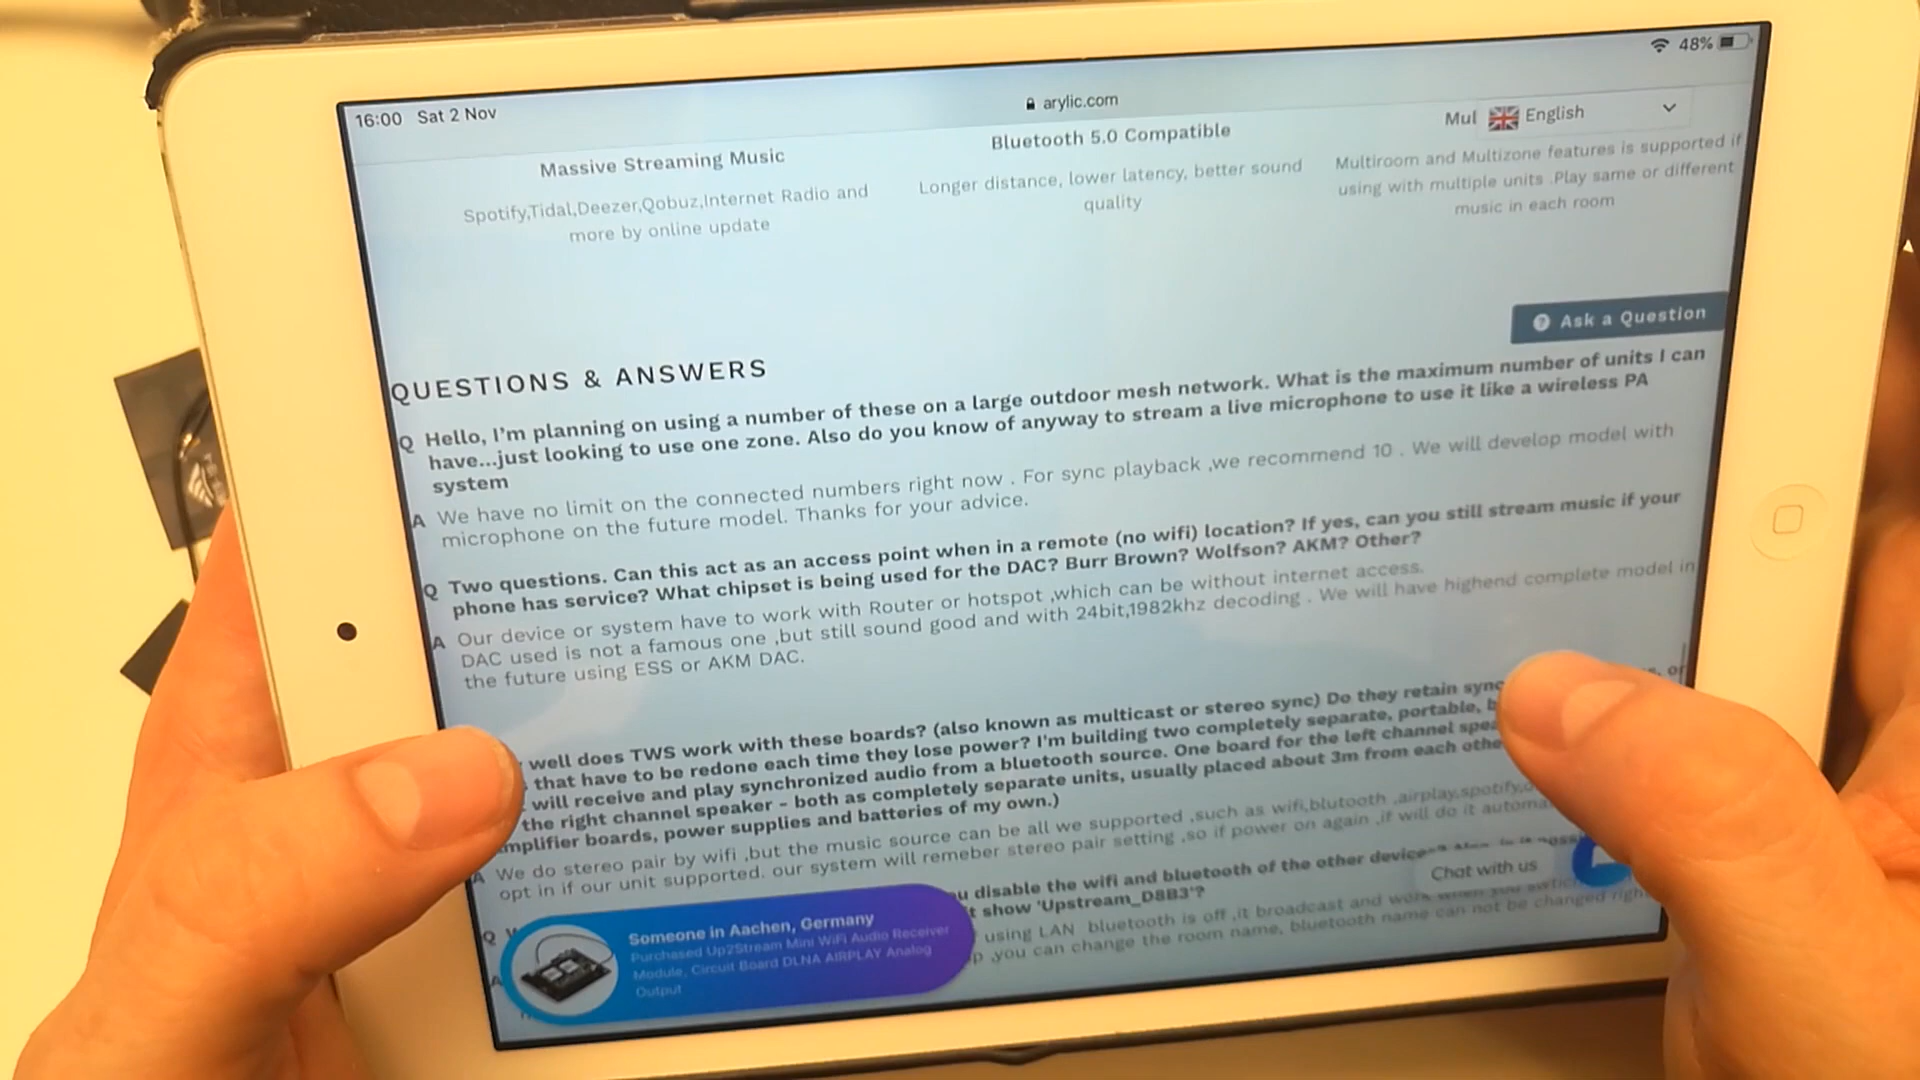 16:00 Sat 2 Nov
arylic.com
48%
Mul English
Massive Streaming Music
Spotify,Tidal,Deezer,Qobuz,Internet Radio and
more by online update
Bluetooth 5.0 Compatible
Longer distance, lower latency, better sound
quality
Multiroom and Multizone features is supported if
using with multiple units .Play same or different
music in each room
Ask a Question
QUESTIONS & ANSWERS
Q Hello, I'm planning on using a number of these on a large outdoor mesh network. What is the maximum number of units I can
have...just looking to use one zone. Also do you know of anyway to stream a live microphone to use it like a wireless PA
system
A We have no limit on the connected numbers right now . For sync playback ,we recommend 10 . We will develop model with
microphone on the future model. Thanks for your advice.
Q Two questions. Can this act as an access point when in a remote (no wifi) location? If yes, can you still stream music if your
phone has service? What chipset is being used for the DAC? Burr Brown? Wolfson? AKM? Other?
A Our device or system have to work with Router or hotspot ,which can be without internet access.
DAC used is not a famous one ,but still sound good and with 24bit,1982khz decoding . We will have highend complete model in
the future using ESS or AKM DAC.
well does TWS work with these boards? (also known as multicast or stereo sync) Do they retain sync or
that have to be redone each time they lose power? I'm building two completely separate, portable,
will receive and play synchronized audio from a bluetooth source. One board for the left channel
the right channel speaker - both as completely separate units, usually placed about 3m from each
mplifier boards, power supplies and batteries of my own.)
A We do stereo pair by wifi ,but the music source can be all we supported ,such as wifi,blutooth ,airplay,spotify,
opt in if our unit supported. our system will remeber stereo pair setting ,so if power on again ,it will do it
Q u disable the wifi and bluetooth of the other
t show 'Upstream_D8B3'?
A using LAN bluetooth is off ,it broadcast and
p ,you can change the room name, bluetooth name can not be changed
Chat with us
Someone in Aachen, Germany
Purchased Up2Stream Mini WiFi Audio Receiver
Module, Circuit Board DLNA AIRPLAY Analog
Output